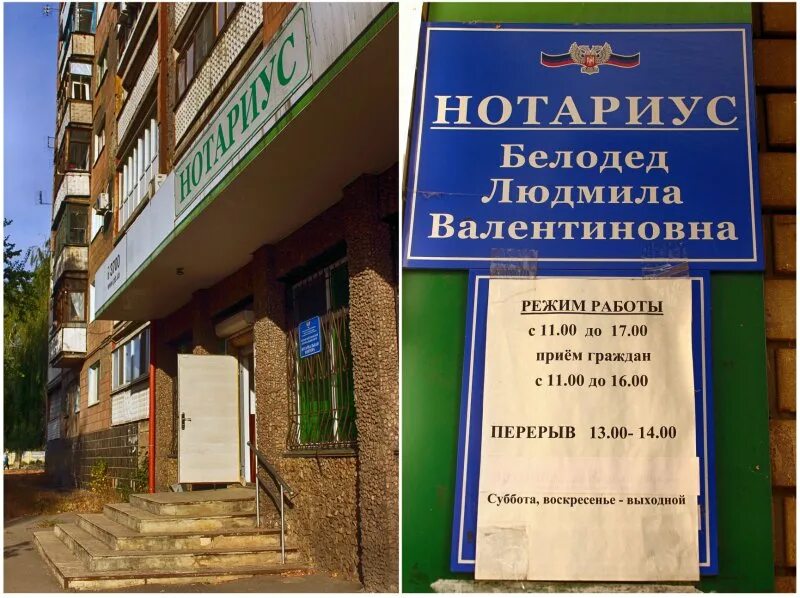 НОТАРИУС
3700
НОТАРИУС
Белодед
Людмила
Валентиновна
РЕЖИМ РАБОТЫ
с 11.00 до 17.00
приём граждан
с 11.00 до 16.00
ПЕРЕРЫВ 13.00- 14.00
Суббота, воскресенье - выходной